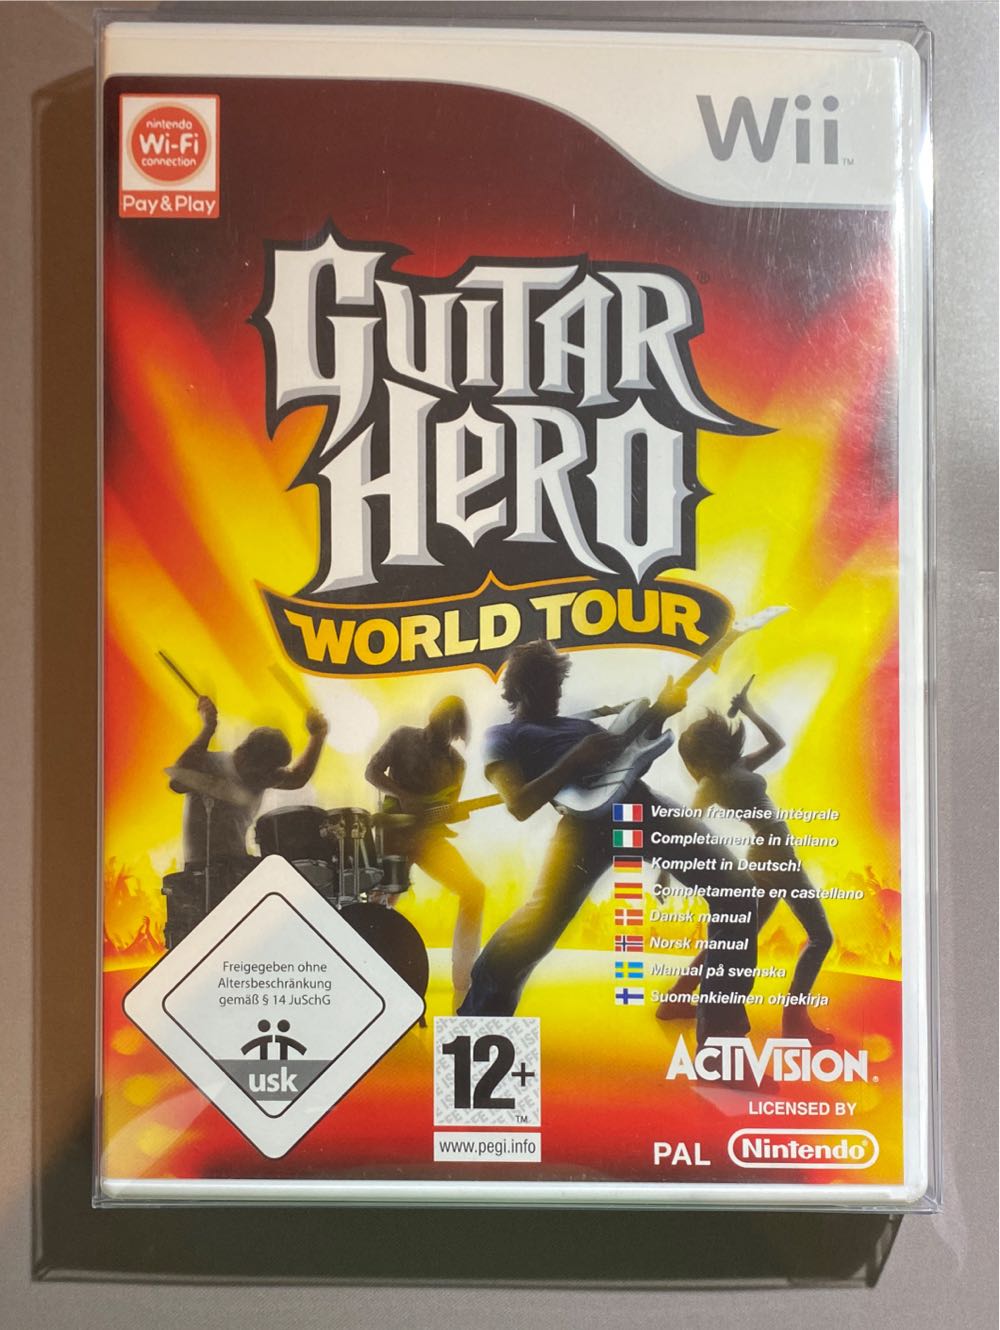 nintendo
Wi-Fi
connection
Pay & Play
Wii™
GUITAR
HERO
®
WORLD TOUR
Version française intégrale
Completamente in italiano
Komplett in Deutsch!
Completamente en castellano
Dansk manual
Norsk manual
Manual på svenska
Suomenkielinen ohjekirja
Freigegeben ohne
Altersbeschränkung
gemäß § 14 JuSchG
usk
12+
™
www.pegi.info
ACTIVISION®
LICENSED BY
PAL Nintendo®